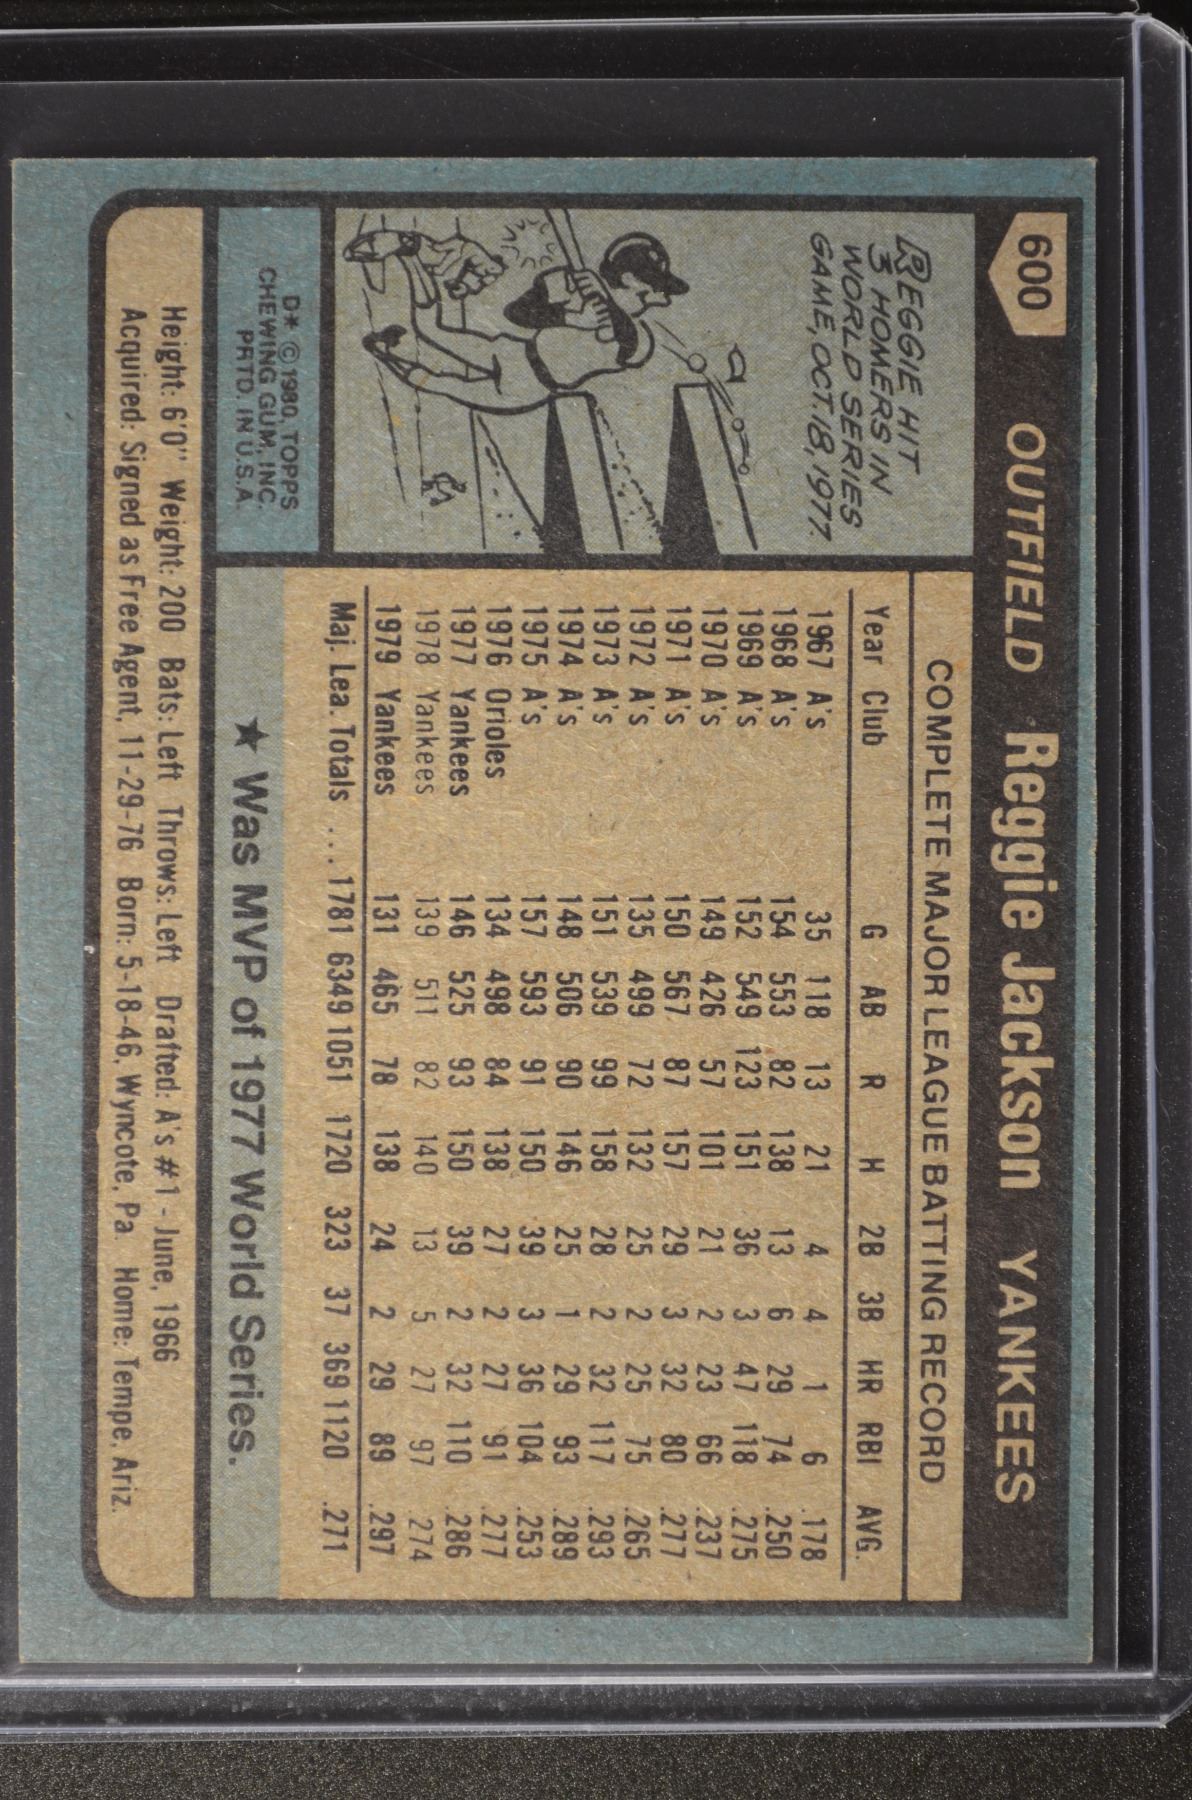 600 OUTFIELD Reggie Jackson YANKEES
REGGIE HIT
3 HOMERS IN
WORLD SERIES
GAME, OCT. 18, 1977.
D* © 1980, TOPPS
CHEWING GUM, INC.
PRTD. IN U.S.A.
COMPLETE MAJOR LEAGUE BATTING RECORD
Year Club G AB R H 2B 3B HR RBI AVG.
1967 A's 35 118 13 21 4 4 1 6 .178
1968 A's 154 553 82 138 13 6 29 74 .250
1969 A's 152 549 123 151 36 3 47 118 .275
1970 A's 149 426 57 101 21 2 23 66 .237
1971 A's 150 567 87 157 29 3 32 80 .277
1972 A's 135 499 72 132 25 2 25 75 .265
1973 A's 151 539 99 158 28 2 32 117 .293
1974 A's 148 506 90 146 25 1 29 93 .289
1975 A's 157 593 91 150 39 3 36 104 .253
1976 Orioles 134 498 84 138 27 2 27 91 .277
1977 Yankees 146 525 93 150 39 2 32 110 .286
1978 Yankees 139 511 82 140 13 5 27 97 .274
1979 Yankees 131 465 78 138 24 2 29 89 .297
Maj. Lea. Totals ... 1781 6349 1051 1720 323 37 369 1120 .271
★ Was MVP of 1977 World Series.
Height: 6'0" Weight: 200 Bats: Left Throws: Left Drafted: A's #1 - June, 1966
Acquired: Signed as Free Agent, 11-29-76 Born: 5-18-46, Wyncote, Pa. Home: Tempe, Ariz.